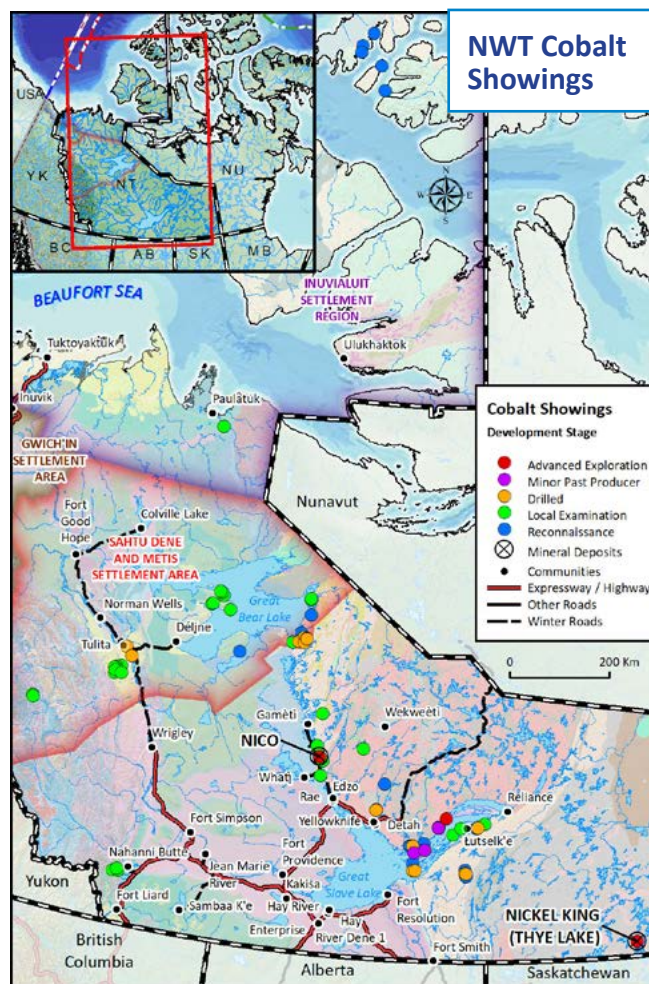 NWT Cobalt
Showings
USA
YK
NT
NU
BC
AB
SK
MB
N
W
E
S
BEAUFORT SEA
INUVIALUIT
SETTLEMENT
REGION
Tuktoyaktuk
Ulukhaktok
Inuvik
Paulatuk
GWICH'IN
SETTLEMENT
AREA
Cobalt Showings
Development Stage
Advanced Exploration
Minor Past Producer
Drilled
Local Examination
Reconnaissance
Mineral Deposits
Communities
Expressway / Highway
Other Roads
Winter Roads
0 200 Km
Nunavut
Fort
Good
Hope
Colville Lake
SAHTU DENE
AND METIS
SETTLEMENT AREA
Norman Wells
Great
Bear Lake
Tulita
Delįne
Gamètì
Wekweètì
Wrigley
NICO
Whatì
Edzo
Rae
Reliance
Yellowknife
Detah
Lutselk'e
Fort Simpson
Fort
Providence
Nahanni Butte
Jean Marie
River
Kakisa
Great
Slave Lake
Yukon
Fort Liard
Sambaa K'e
Hay River
Fort
Resolution
Enterprise
Hay
River Dene 1
NICKEL KING
(THYE LAKE)
Fort Smith
British
Columbia
Alberta
Saskatchewan